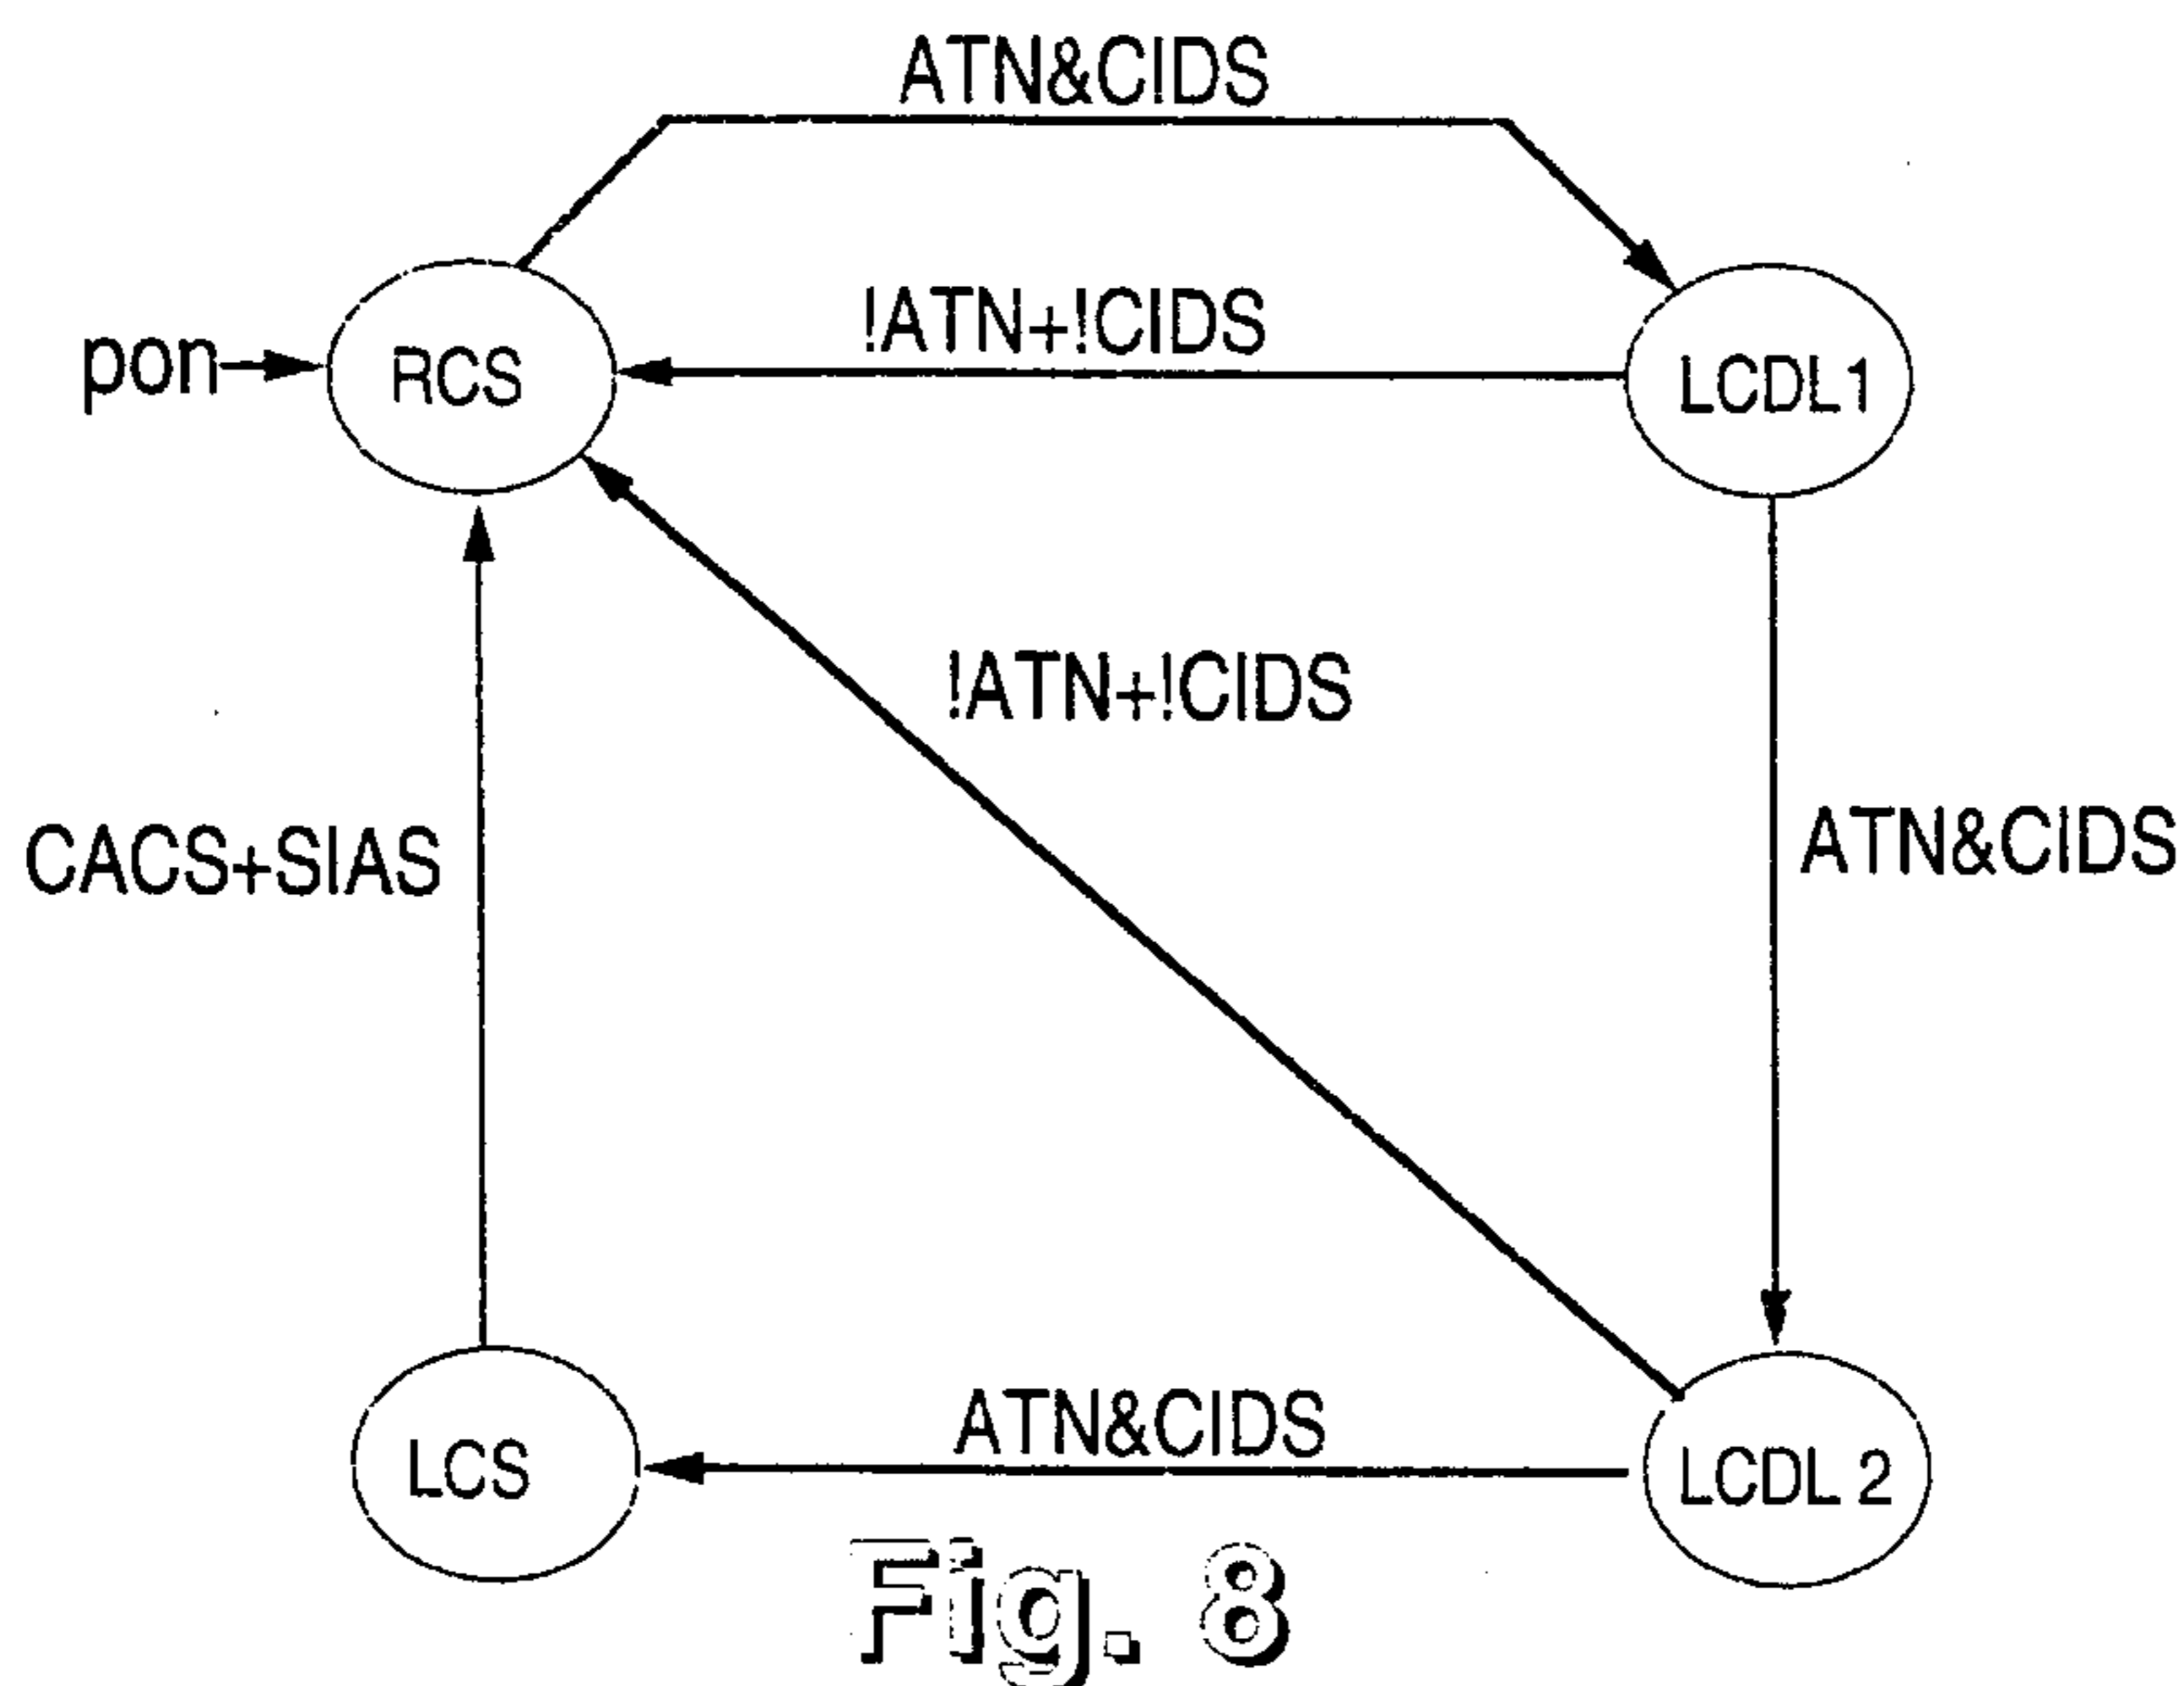 ATN&CIDS
!ATN+!CIDS
pon
RCS
LCDL1
!ATN+!CIDS
CACS+SIAS
ATN&CIDS
ATN&CIDS
LCS
LCDL 2
Fig. 8